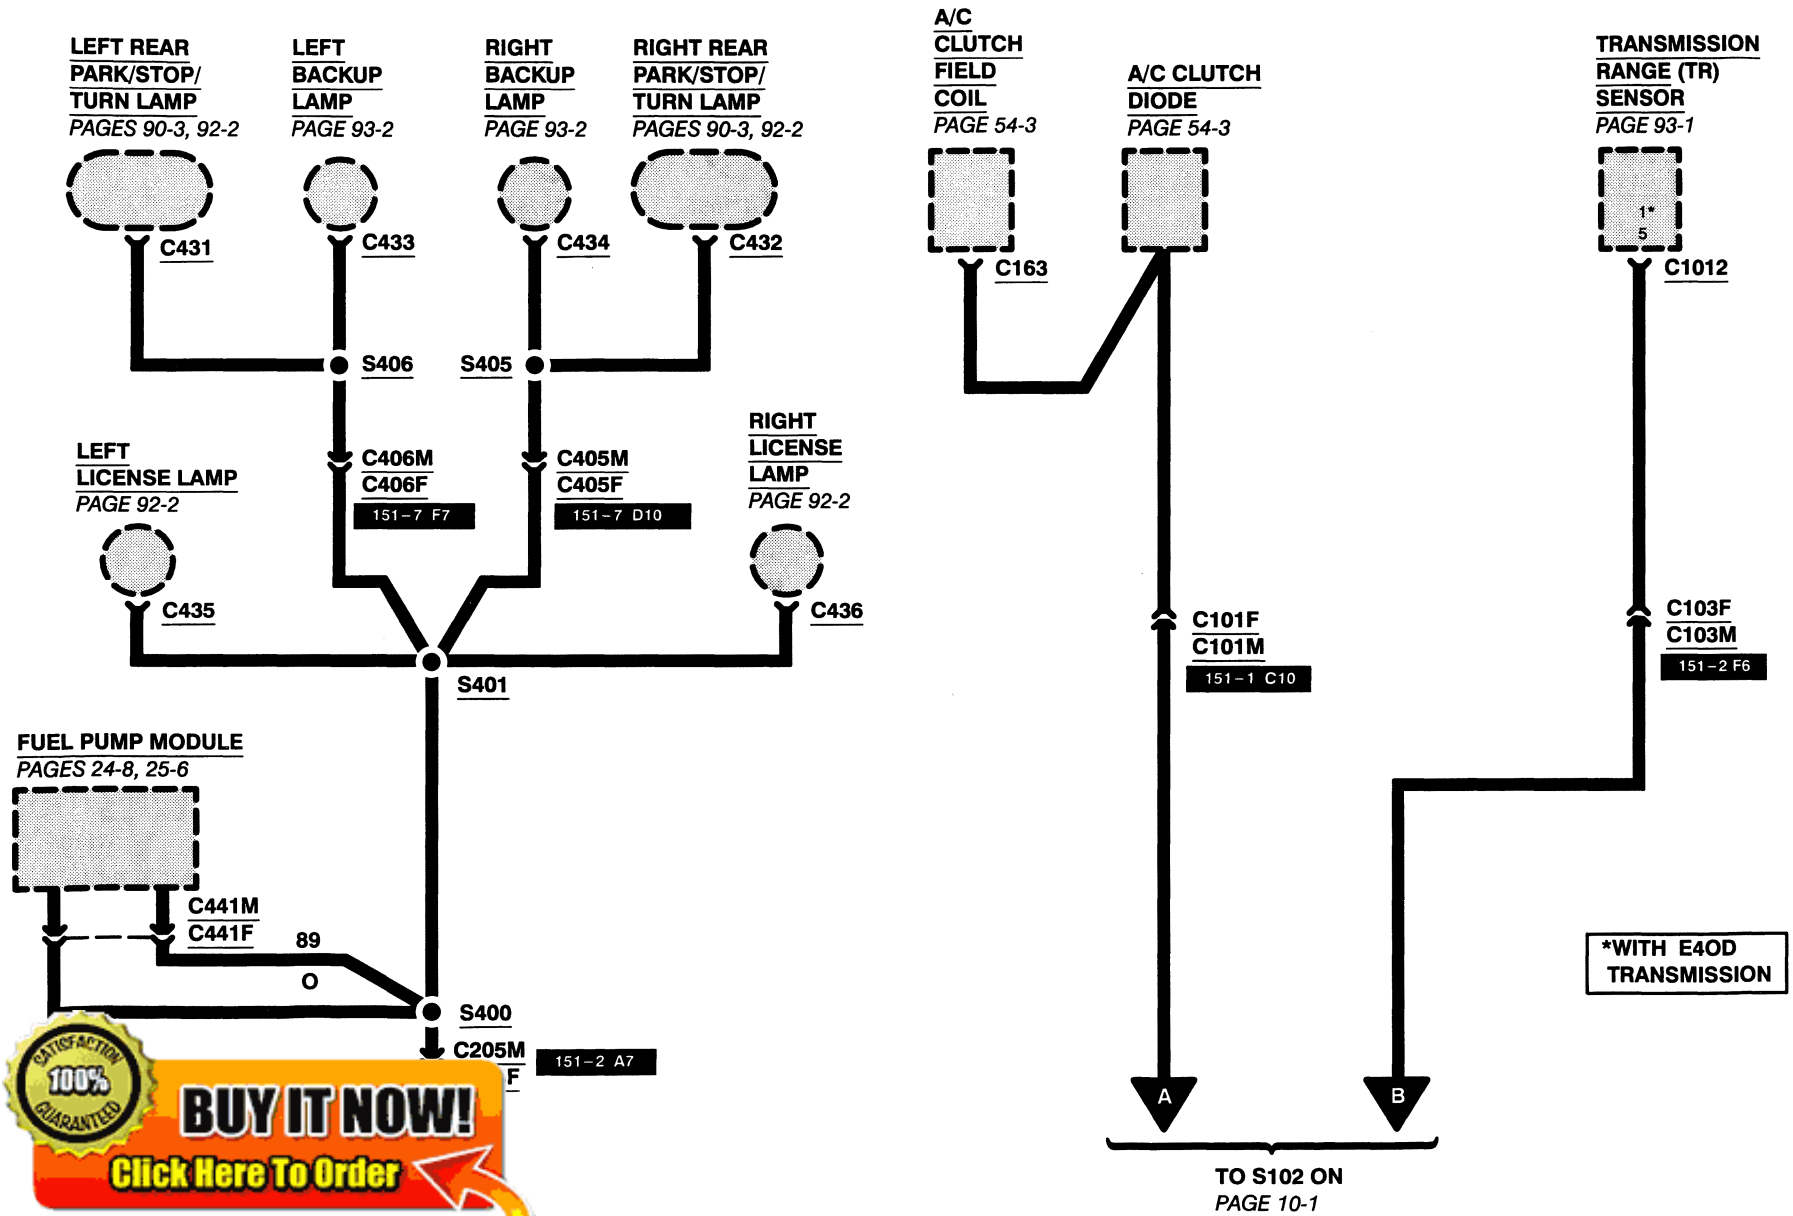 LEFT REAR
PARK/STOP/
TURN LAMP
PAGES 90-3, 92-2
LEFT
BACKUP
LAMP
PAGE 93-2
RIGHT
BACKUP
LAMP
PAGE 93-2
RIGHT REAR
PARK/STOP/
TURN LAMP
PAGES 90-3, 92-2
A/C
CLUTCH
FIELD
COIL
PAGE 54-3
A/C CLUTCH
DIODE
PAGE 54-3
TRANSMISSION
RANGE (TR)
SENSOR
PAGE 93-1
1*
5
C431
C433
C434
C432
C163
C1012
S406
S405
C406M
C406F
151-7 F7
C405M
C405F
151-7 D10
LEFT
LICENSE LAMP
PAGE 92-2
RIGHT
LICENSE
LAMP
PAGE 92-2
C435
C436
S401
C101F
C101M
151-1 C10
C103F
C103M
151-2 F6
FUEL PUMP MODULE
PAGES 24-8, 25-6
C441M
C441F
89
O
S400
C205M
F
151-2 A7
*WITH E4OD
TRANSMISSION
A
B
TO S102 ON
PAGE 10-1
SATISFACTION
100%
GUARANTEED
BUY IT NOW!
Click Here To Order